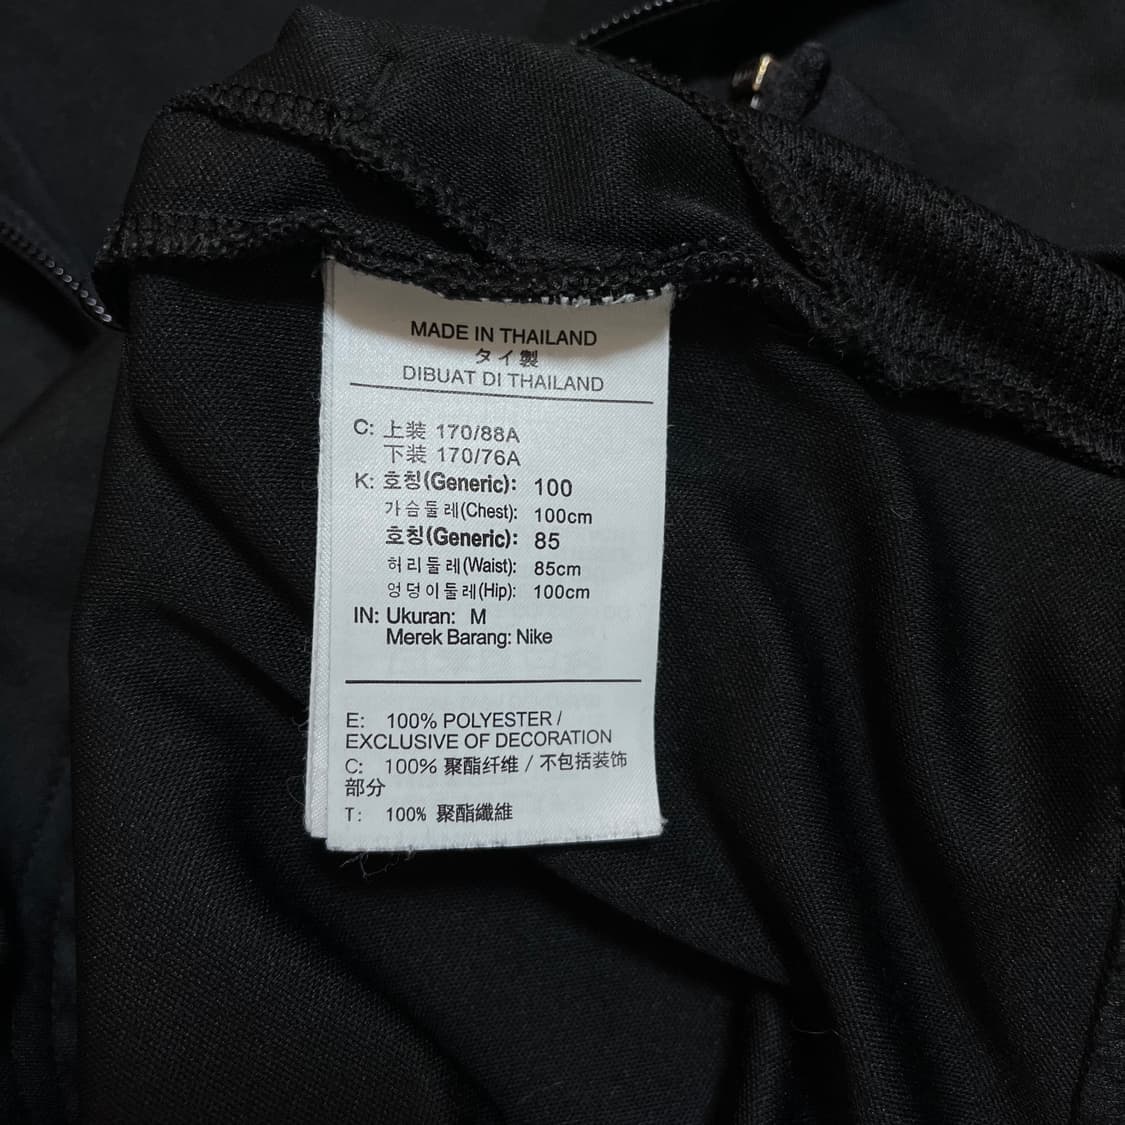 MADE IN THAILAND
タイ製
DIBUAT DI THAILAND
C: 上装 170/88A
下装 170/76A
K: 호칭(Generic): 100
가슴둘레(Chest): 100cm
호칭(Generic): 85
허리둘레(Waist): 85cm
엉덩이둘레(Hip): 100cm
IN: Ukuran: M
Merek Barang: Nike
E: 100% POLYESTER /
EXCLUSIVE OF DECORATION
C: 100% 聚酯纤维 / 不包括装饰
部分
T: 100% 聚酯纖維